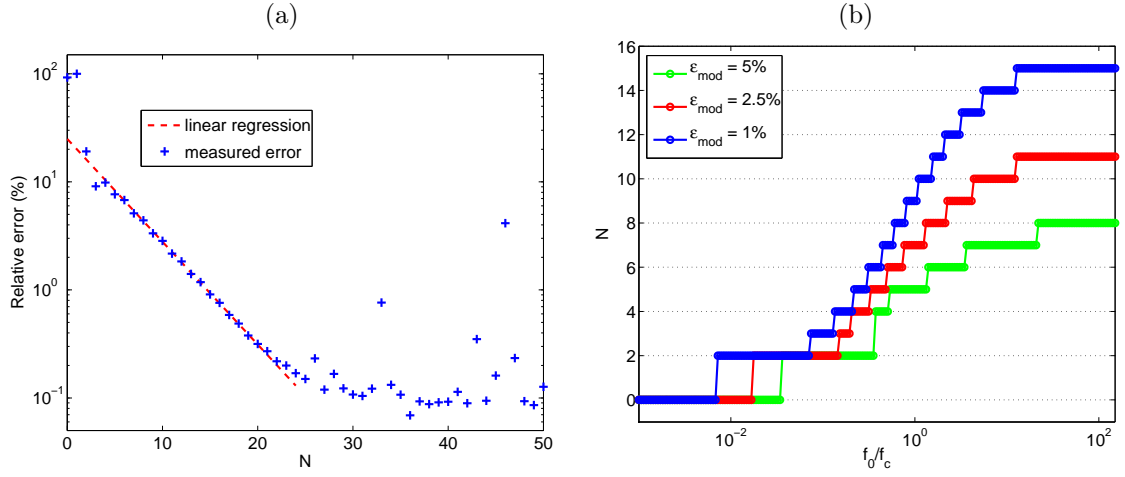 (a)
10^2
10^1
10^0
10^-1
Relative error (%)
0 10 20 30 40 50
N
linear regression
measured error
(b)
16
14
12
10
8
6
4
2
0
N
10^-2 10^0 10^2
f_0/f_c
ε_mod = 5%
ε_mod = 2.5%
ε_mod = 1%